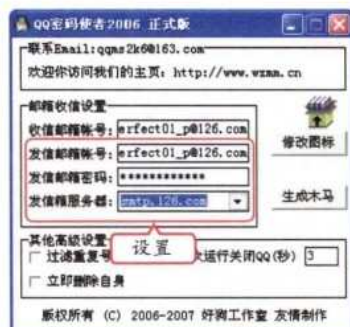 QQ密码使者2006 正式版
联系Email:qqms2k6@163.com
欢迎你访问我们的主页：http://www.wzmm.cn
邮箱收信设置
收信邮箱帐号：erfect01_p@126.com
发信邮箱帐号：erfect01_p@126.com
发信邮箱密码：************
发信箱服务器：smtp.126.com
修改图标
生成木马
其他高级设置
过滤重复号
设置
次运行关闭QQ(秒) 3
立即删除自身
版权所有 (C) 2006-2007 好润工作室 友情制作